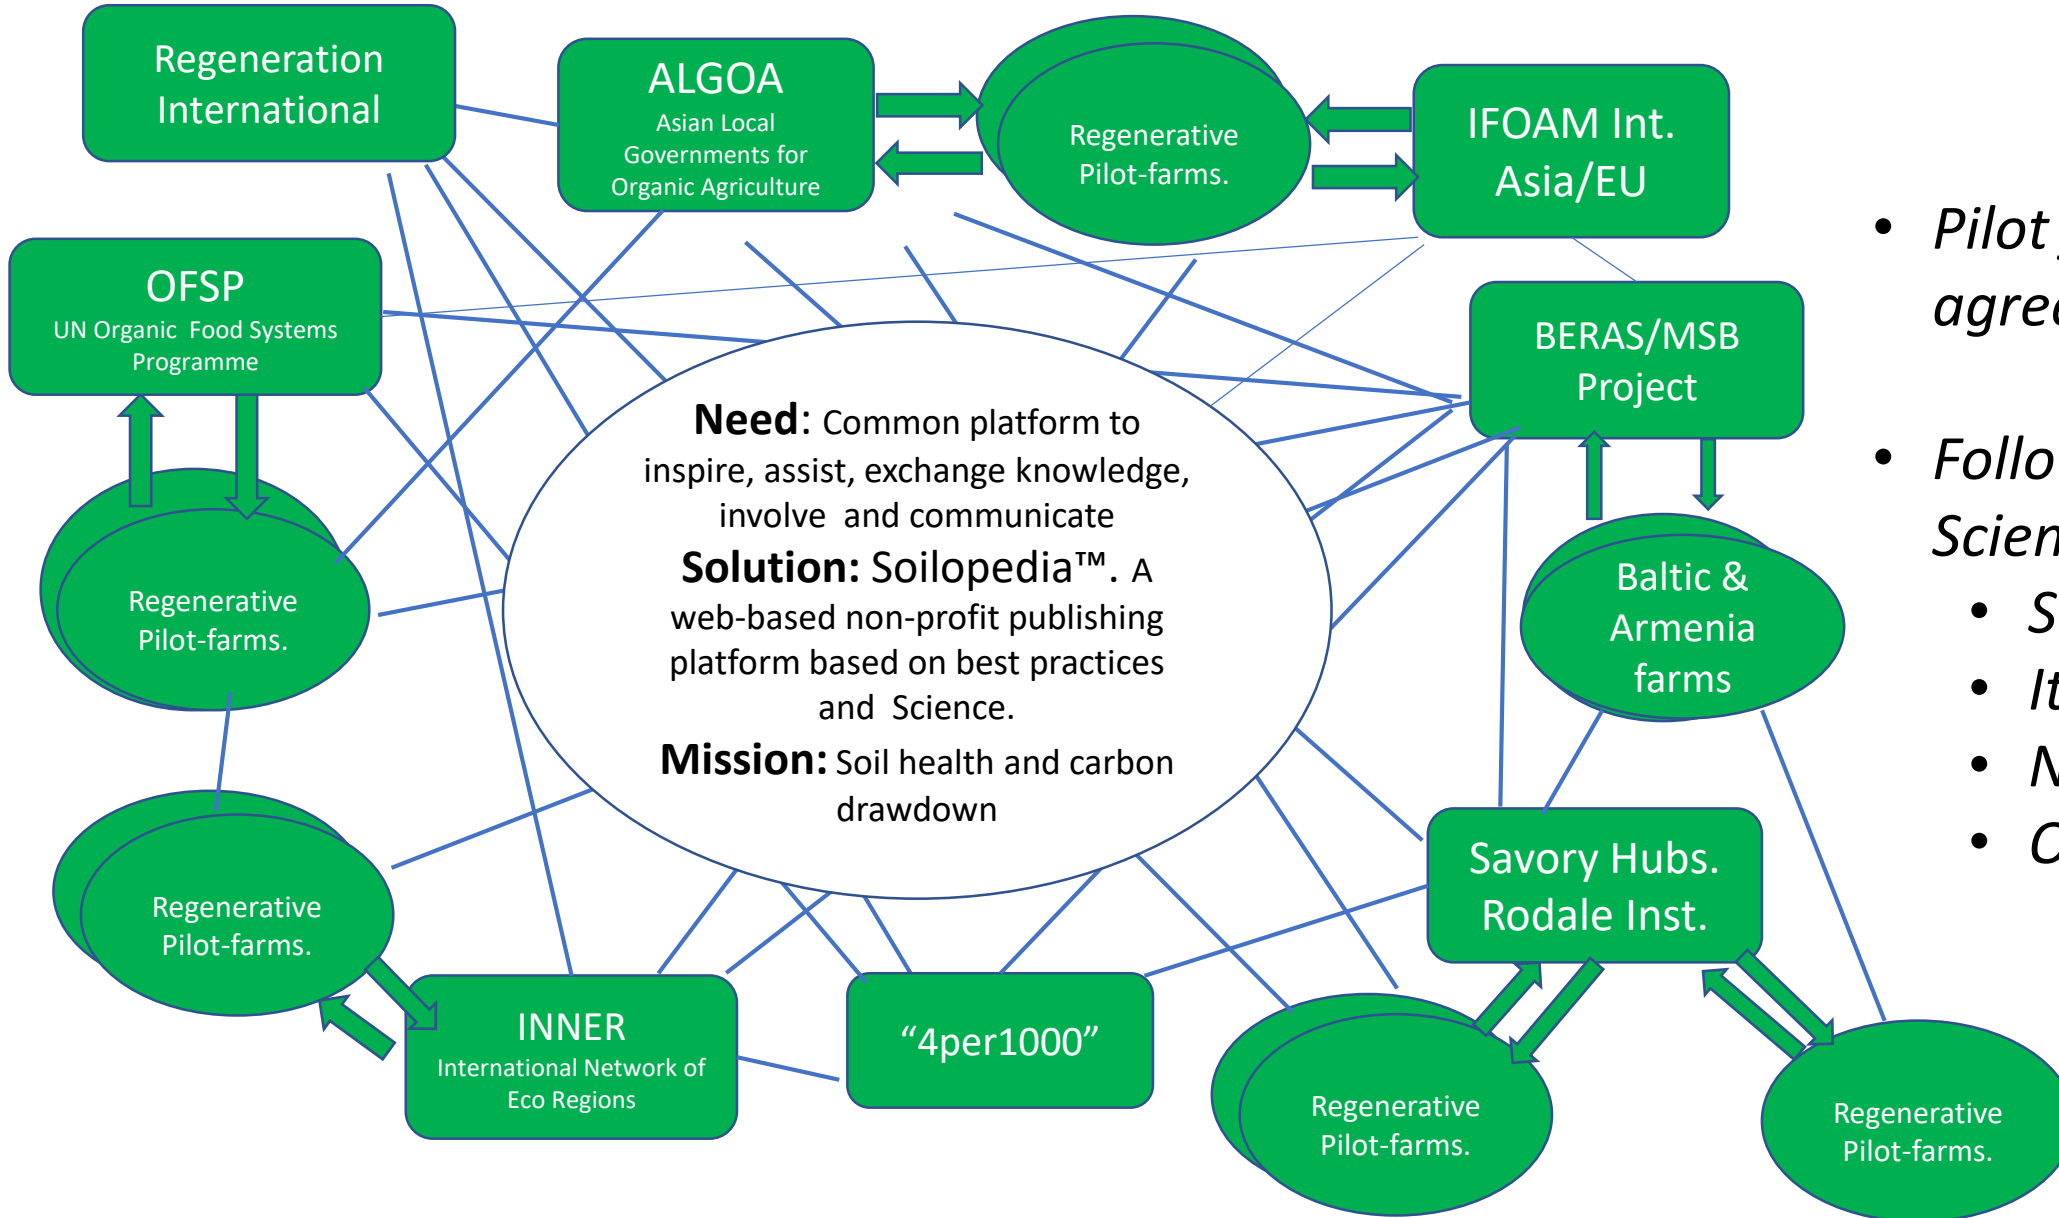 Regeneration
International
ALGOA
Asian Local
Governments for
Organic Agriculture
Regenerative
Pilot-farms.
IFOAM Int.
Asia/EU
OFSP
UN Organic  Food Systems
Programme
BERAS/MSB
Project
Need: Common platform to
inspire, assist, exchange knowledge,
involve  and communicate
Solution: Soilopedia™. A
web-based non-profit publishing
platform based on best practices
and  Science.
Mission: Soil health and carbon
drawdown
Regenerative
Pilot-farms.
Baltic &
Armenia
farms
Regenerative
Pilot-farms.
Savory Hubs.
Rodale Inst.
INNER
International Network of
Eco Regions
“4per1000”
Regenerative
Pilot-farms.
Regenerative
Pilot-farms.
• Pilot
•
•
•
•
•